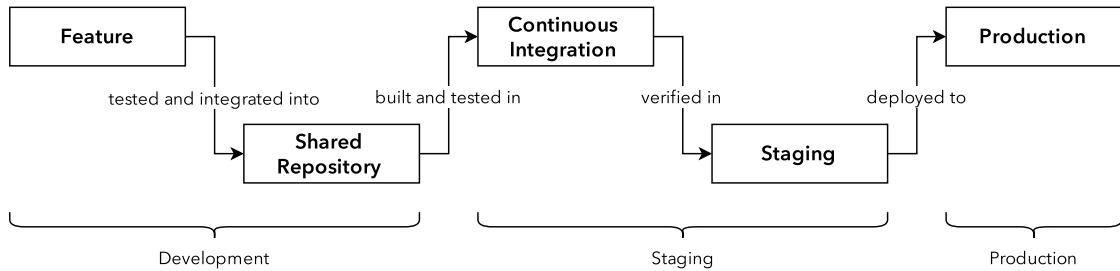 Feature
tested and integrated into
Shared
Repository
built and tested in
Continuous
Integration
verified in
Staging
deployed to
Production
Development
Staging
Production